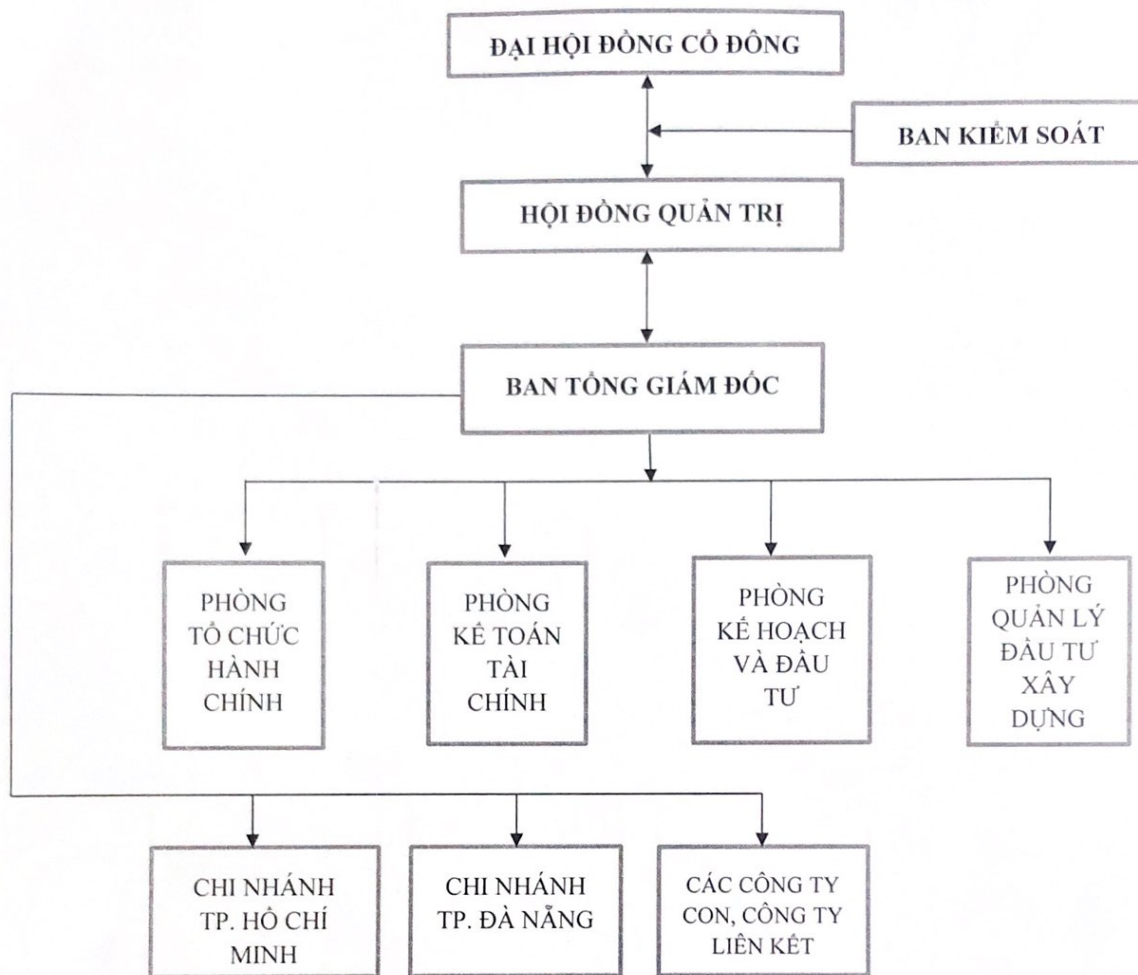 ĐẠI HỘI ĐỒNG CỔ ĐÔNG
BAN KIỂM SOÁT
HỘI ĐỒNG QUẢN TRỊ
BAN TỔNG GIÁM ĐỐC
PHÒNG
TỔ CHỨC
HÀNH
CHÍNH
PHÒNG
KẾ TOÁN
TÀI
CHÍNH
PHÒNG
KẾ HOẠCH
VÀ ĐẦU
TƯ
PHÒNG
QUẢN LÝ
ĐẦU TƯ
XÂY
DỰNG
CHI NHÁNH
TP. HỒ CHÍ
MINH
CHI NHÁNH
TP. ĐÀ NẴNG
CÁC CÔNG TY
CON, CÔNG TY
LIÊN KẾT